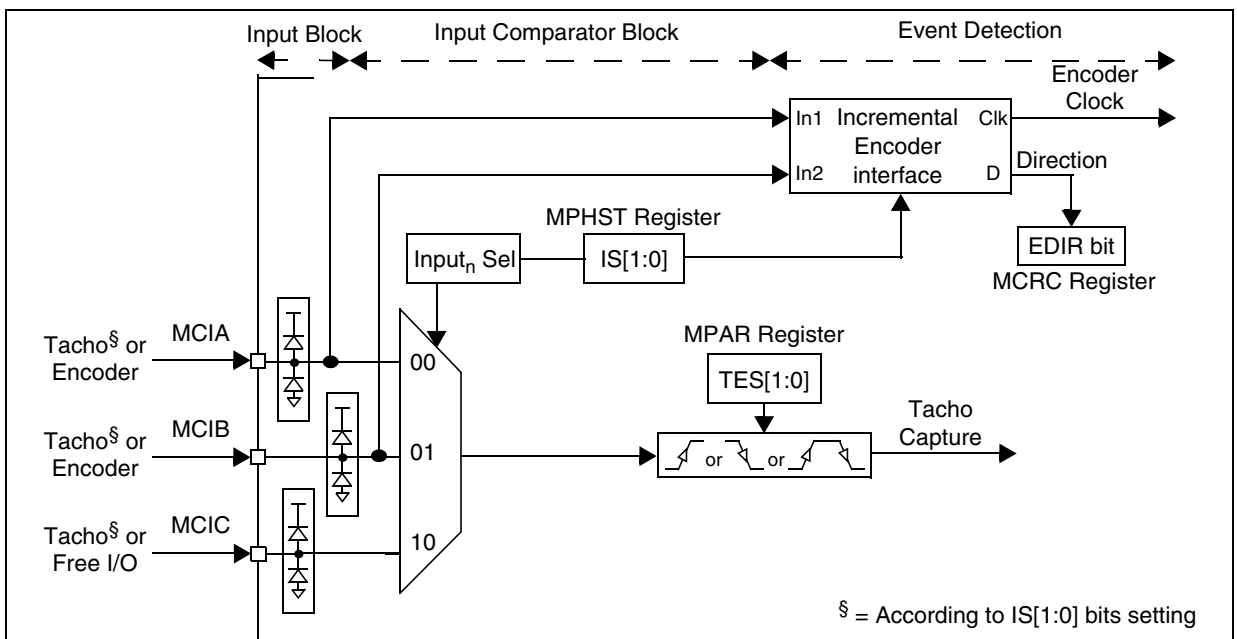 Input Block
Input Comparator Block
Event Detection
Encoder
Clock
In1
Incremental
Encoder
interface
Clk
In2
D
Direction
EDIR bit
MCRC Register
MPHST Register
Input_n Sel
IS[1:0]
Tacho§ or
Encoder
MCIA
00
MPAR Register
TES[1:0]
Tacho§ or
Encoder
MCIB
01
or
or
Tacho
Capture
Tacho§ or
Free I/O
MCIC
10
§ = According to IS[1:0] bits setting